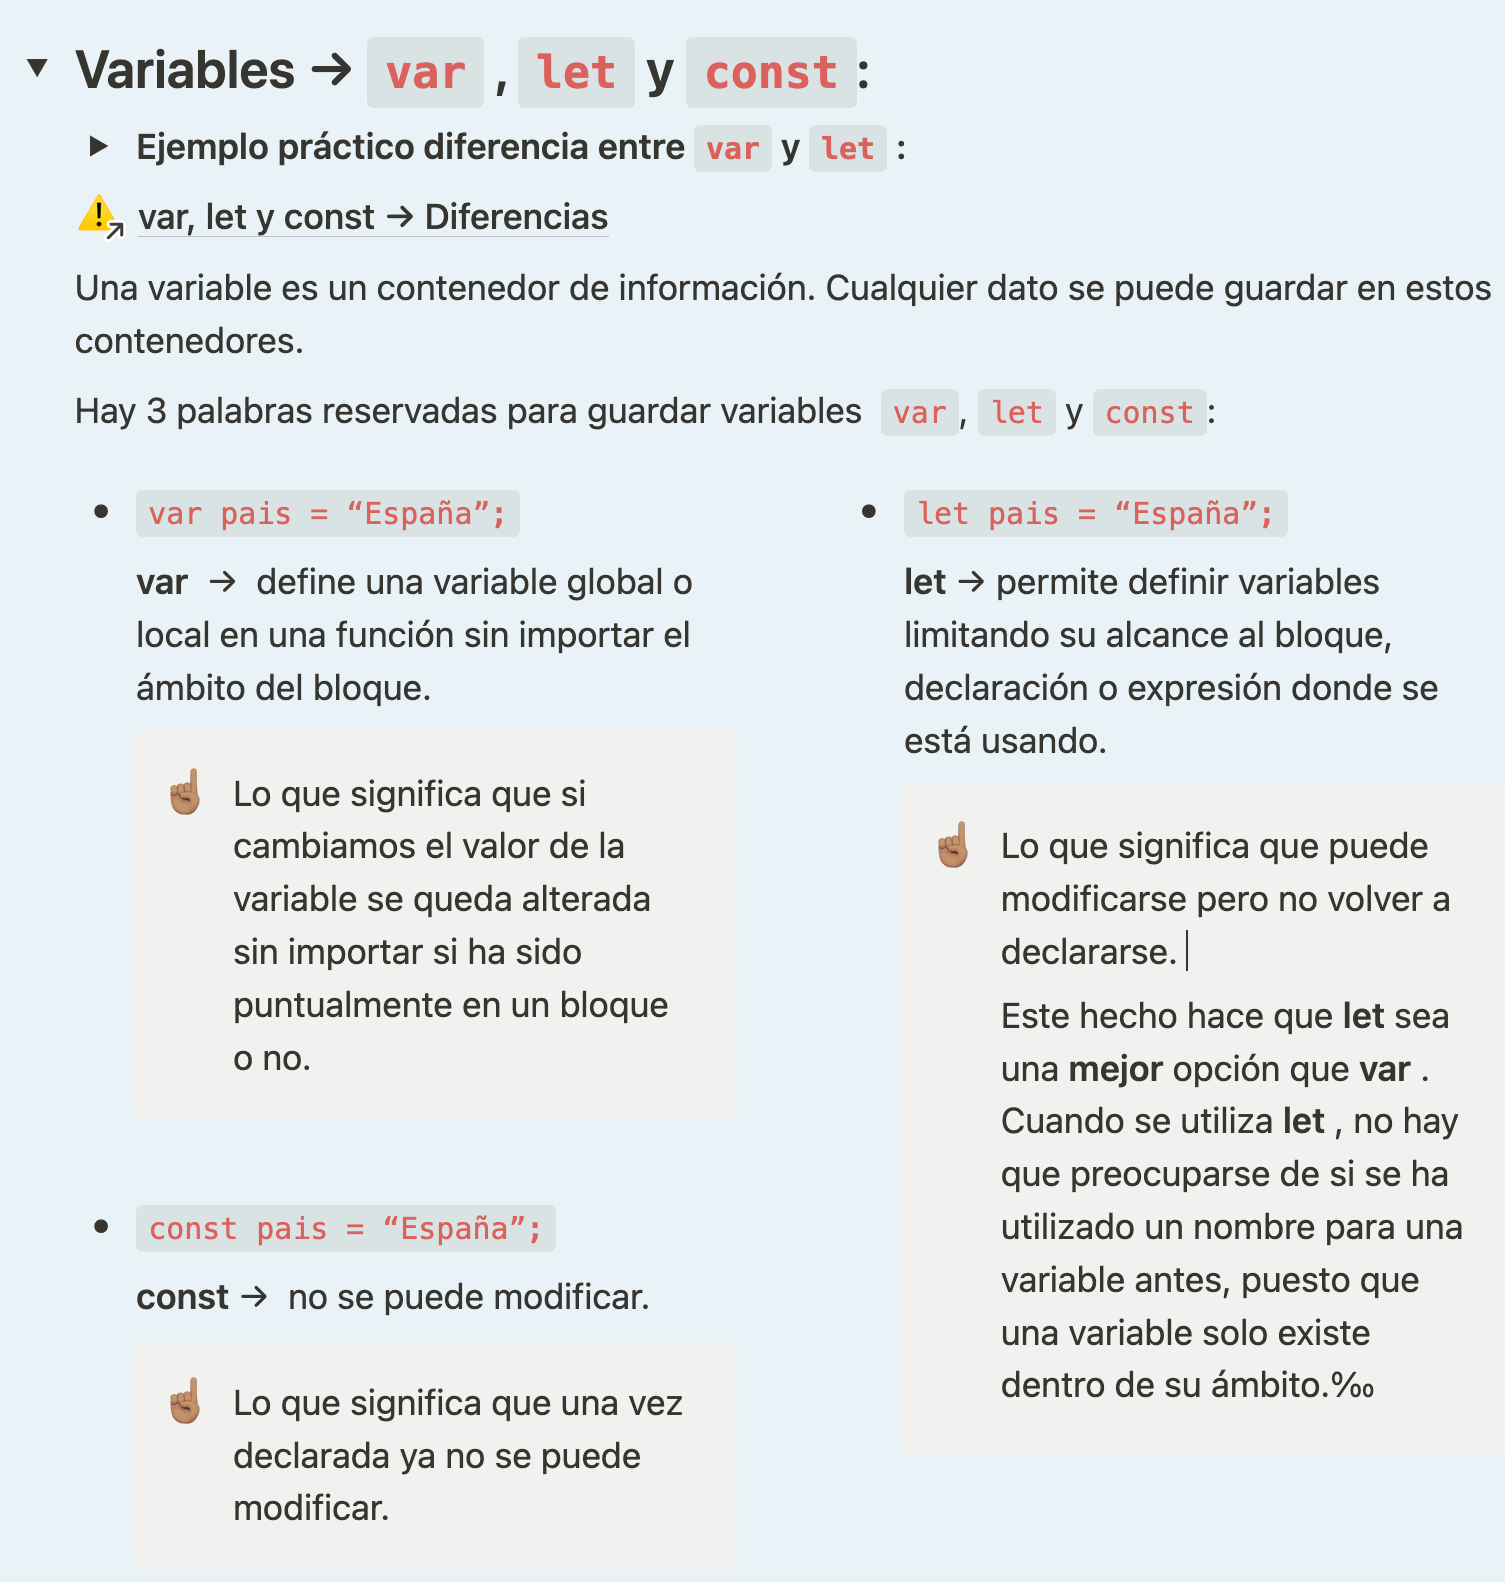 Variables → var , let y const :
Ejemplo práctico diferencia entre var y let :
var, let y const → Diferencias
Una variable es un contenedor de información. Cualquier dato se puede guardar en estos
contenedores.
Hay 3 palabras reservadas para guardar variables var , let y const :
var pais = “España”;
var → define una variable global o
local en una función sin importar el
ámbito del bloque.
Lo que significa que si
cambiamos el valor de la
variable se queda alterada
sin importar si ha sido
puntualmente en un bloque
o no.
const pais = “España”;
const → no se puede modificar.
Lo que significa que una vez
declarada ya no se puede
modificar.
let pais = “España”;
let → permite definir variables
limitando su alcance al bloque,
declaración o expresión donde se
está usando.
Lo que significa que puede
modificarse pero no volver a
declararse.
Este hecho hace que let sea
una mejor opción que var .
Cuando se utiliza let , no hay
que preocuparse de si se ha
utilizado un nombre para una
variable antes, puesto que
una variable solo existe
dentro de su ámbito.‰